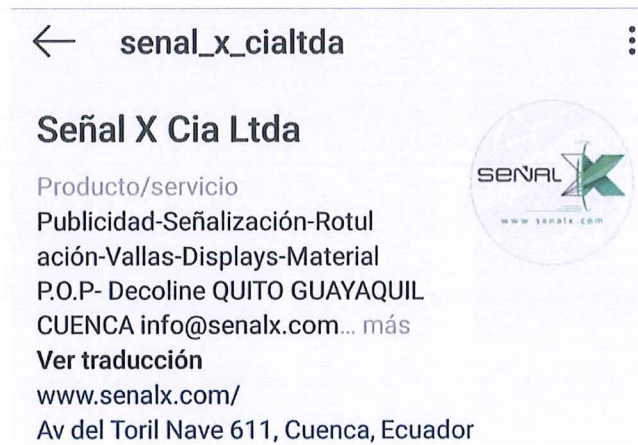 senal_x_cialtda
Señal X Cia Ltda
SEÑAL X
www.senalx.com
Producto/servicio
Publicidad-Señalización-Rotul
ación-Vallas-Displays-Material
P.O.P- Decoline QUITO GUAYAQUIL
CUENCA info@senalx.com... más
Ver traducción
www.senalx.com/
Av del Toril Nave 611, Cuenca, Ecuador